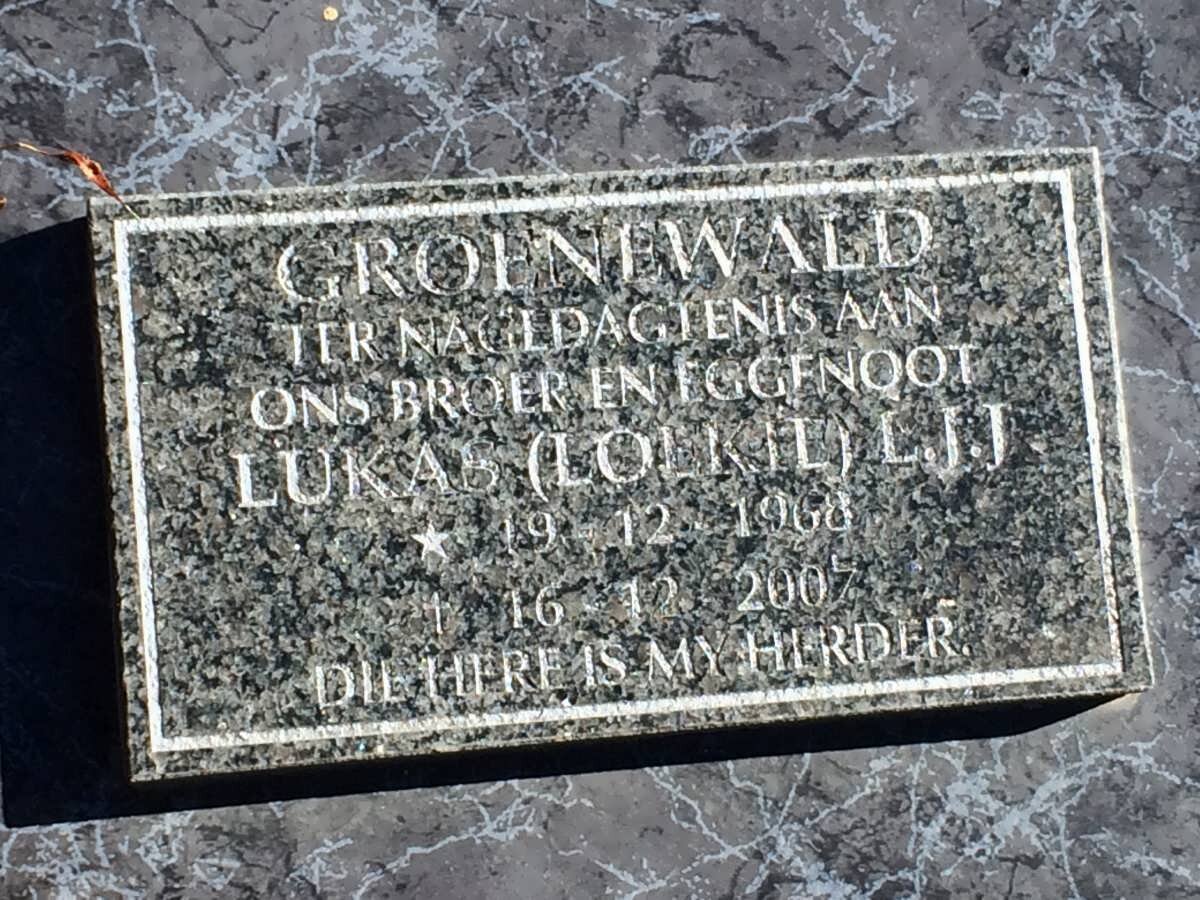 GROENEWALD
TER NAGEDAGTENIS AAN
ONS BROER EN EGGENOOT
LUKAS (LOEKIE) L.J.J
★ 19 - 12 - 1968
† 16 - 12 - 2007
DIE HERE IS MY HERDER.